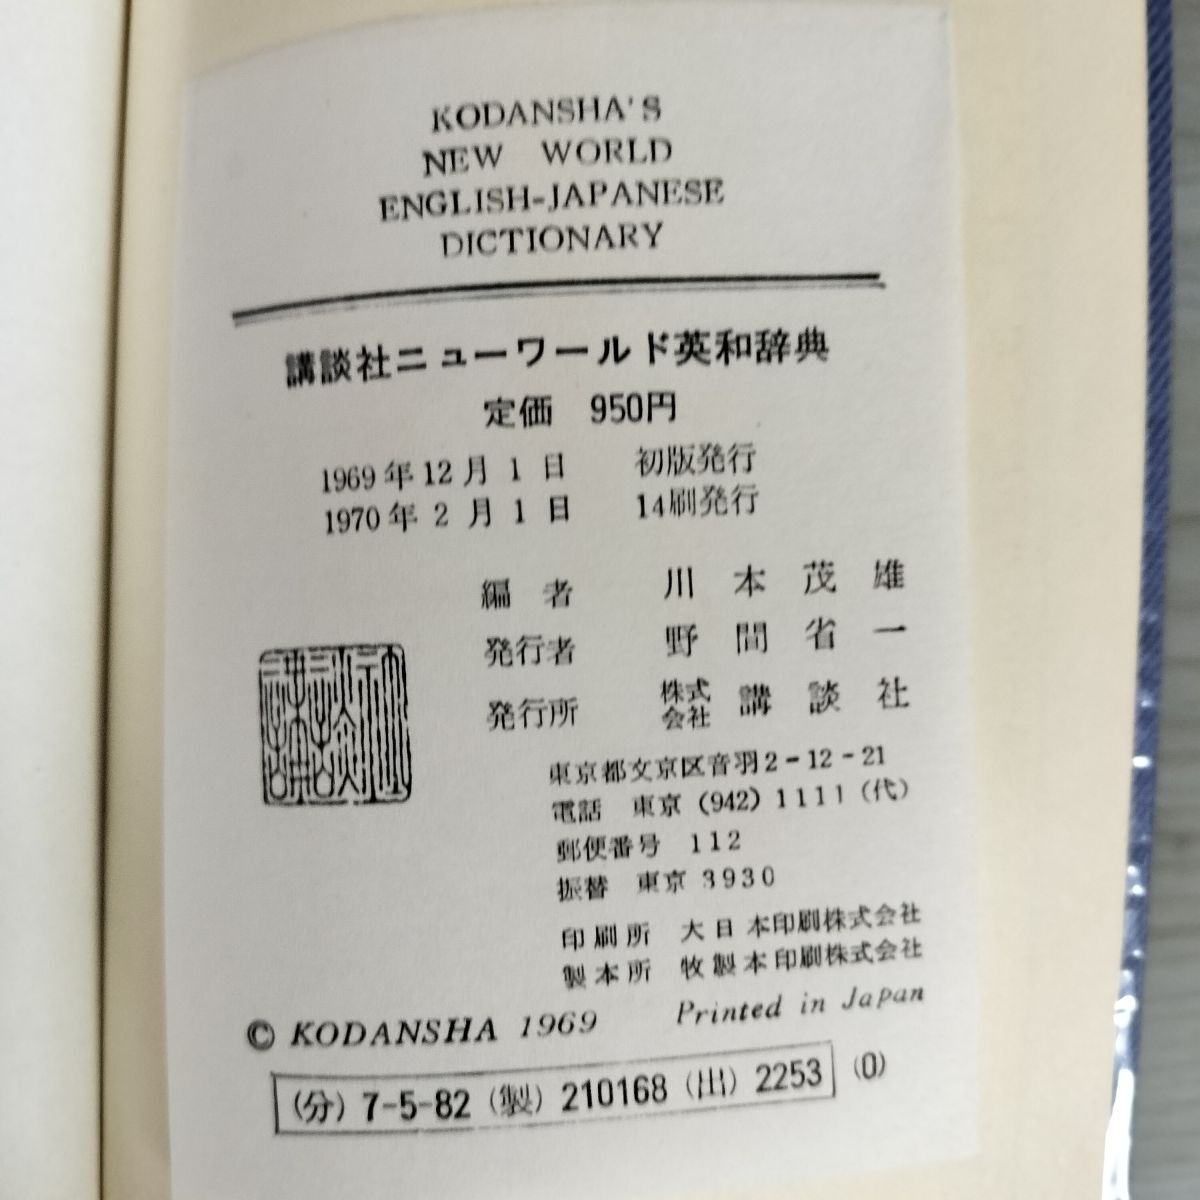 KODANSHA'S
NEW WORLD
ENGLISH-JAPANESE
DICTIONARY
講談社ニューワールド英和辞典
定価 950円
1969年12月1日 初版発行
1970年2月1日 14刷発行
編者 川本茂雄
発行者 野間省一
発行所 株式会社 講談社
東京都文京区音羽2-12-21
電話 東京 (942) 1111 (代)
郵便番号 112
振替 東京 3930
印刷所 大日本印刷株式会社
製本所 牧製本印刷株式会社
© KODANSHA 1969 Printed in Japan
(分) 7-5-82 (製) 210168 (出) 2253 (0)
講談社